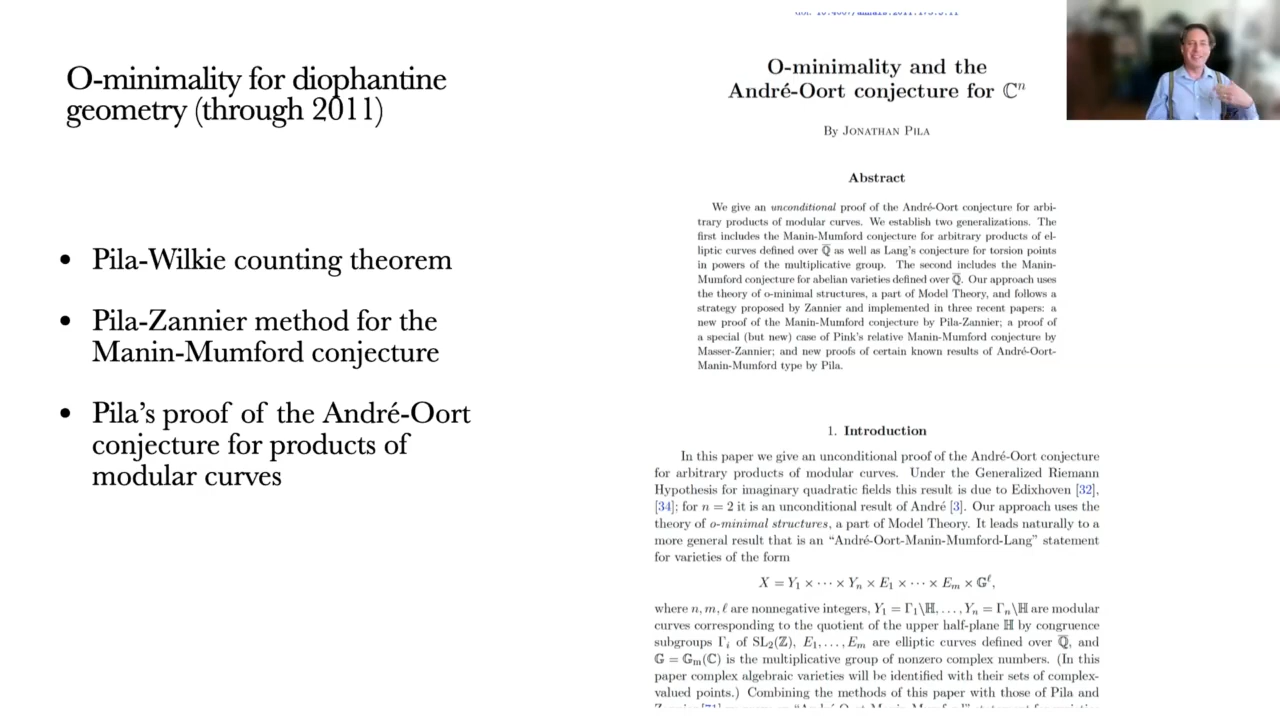 O-minimality for diophantine
geometry (through 2011)
• Pila-Wilkie counting theorem
• Pila-Zannier method for the
Manin-Mumford conjecture
• Pila’s proof of the André-Oort
conjecture for products of
modular curves
O-minimality and the
André-Oort conjecture for ℂⁿ
By Jonathan Pila
Abstract
We give an unconditional proof of the André-Oort conjecture for arbi-
trary products of modular curves. We establish two generalizations. The
first includes the Manin-Mumford conjecture for arbitrary products of el-
liptic curves defined over ℚ̅ as well as Lang’s conjecture for torsion points
in powers of the multiplicative group. The second includes the Manin-
Mumford conjecture for abelian varieties defined over ℚ̅. Our approach uses
the theory of o-minimal structures, a part of Model Theory, and follows a
strategy proposed by Zannier and implemented in three recent papers: a
new proof of the Manin-Mumford conjecture by Pila-Zannier; a proof of
a special (but new) case of Pink’s relative Manin-Mumford conjecture by
Masser-Zannier; and new proofs of certain known results of André-Oort-
Manin-Mumford type by Pila.
1. Introduction
In this paper we give an unconditional proof of the André-Oort conjecture
for arbitrary products of modular curves. Under the Generalized Riemann
Hypothesis for imaginary quadratic fields this result is due to Edixhoven [32],
[34]; for n = 2 it is an unconditional result of André [3]. Our approach uses the
theory of o-minimal structures, a part of Model Theory. It leads naturally to a
more general result that is an “André-Oort-Manin-Mumford-Lang” statement
for varieties of the form
X = Y₁ × ··· × Yₙ × E₁ × ··· × Eₘ × 𝔾^ℓ,
where n, m, ℓ are nonnegative integers, Y₁ = Γ₁\ℍ, . . . , Yₙ = Γₙ\ℍ are modular
curves corresponding to the quotient of the upper half-plane ℍ by congruence
subgroups Γᵢ of SL₂(ℤ), E₁, . . . , Eₘ are elliptic curves defined over ℚ̅, and
𝔾 = 𝔾ₘ(ℂ) is the multiplicative group of nonzero complex numbers. (In this
paper complex algebraic varieties will be identified with their sets of complex-
valued points.) Combining the methods of this paper with those of Pila and